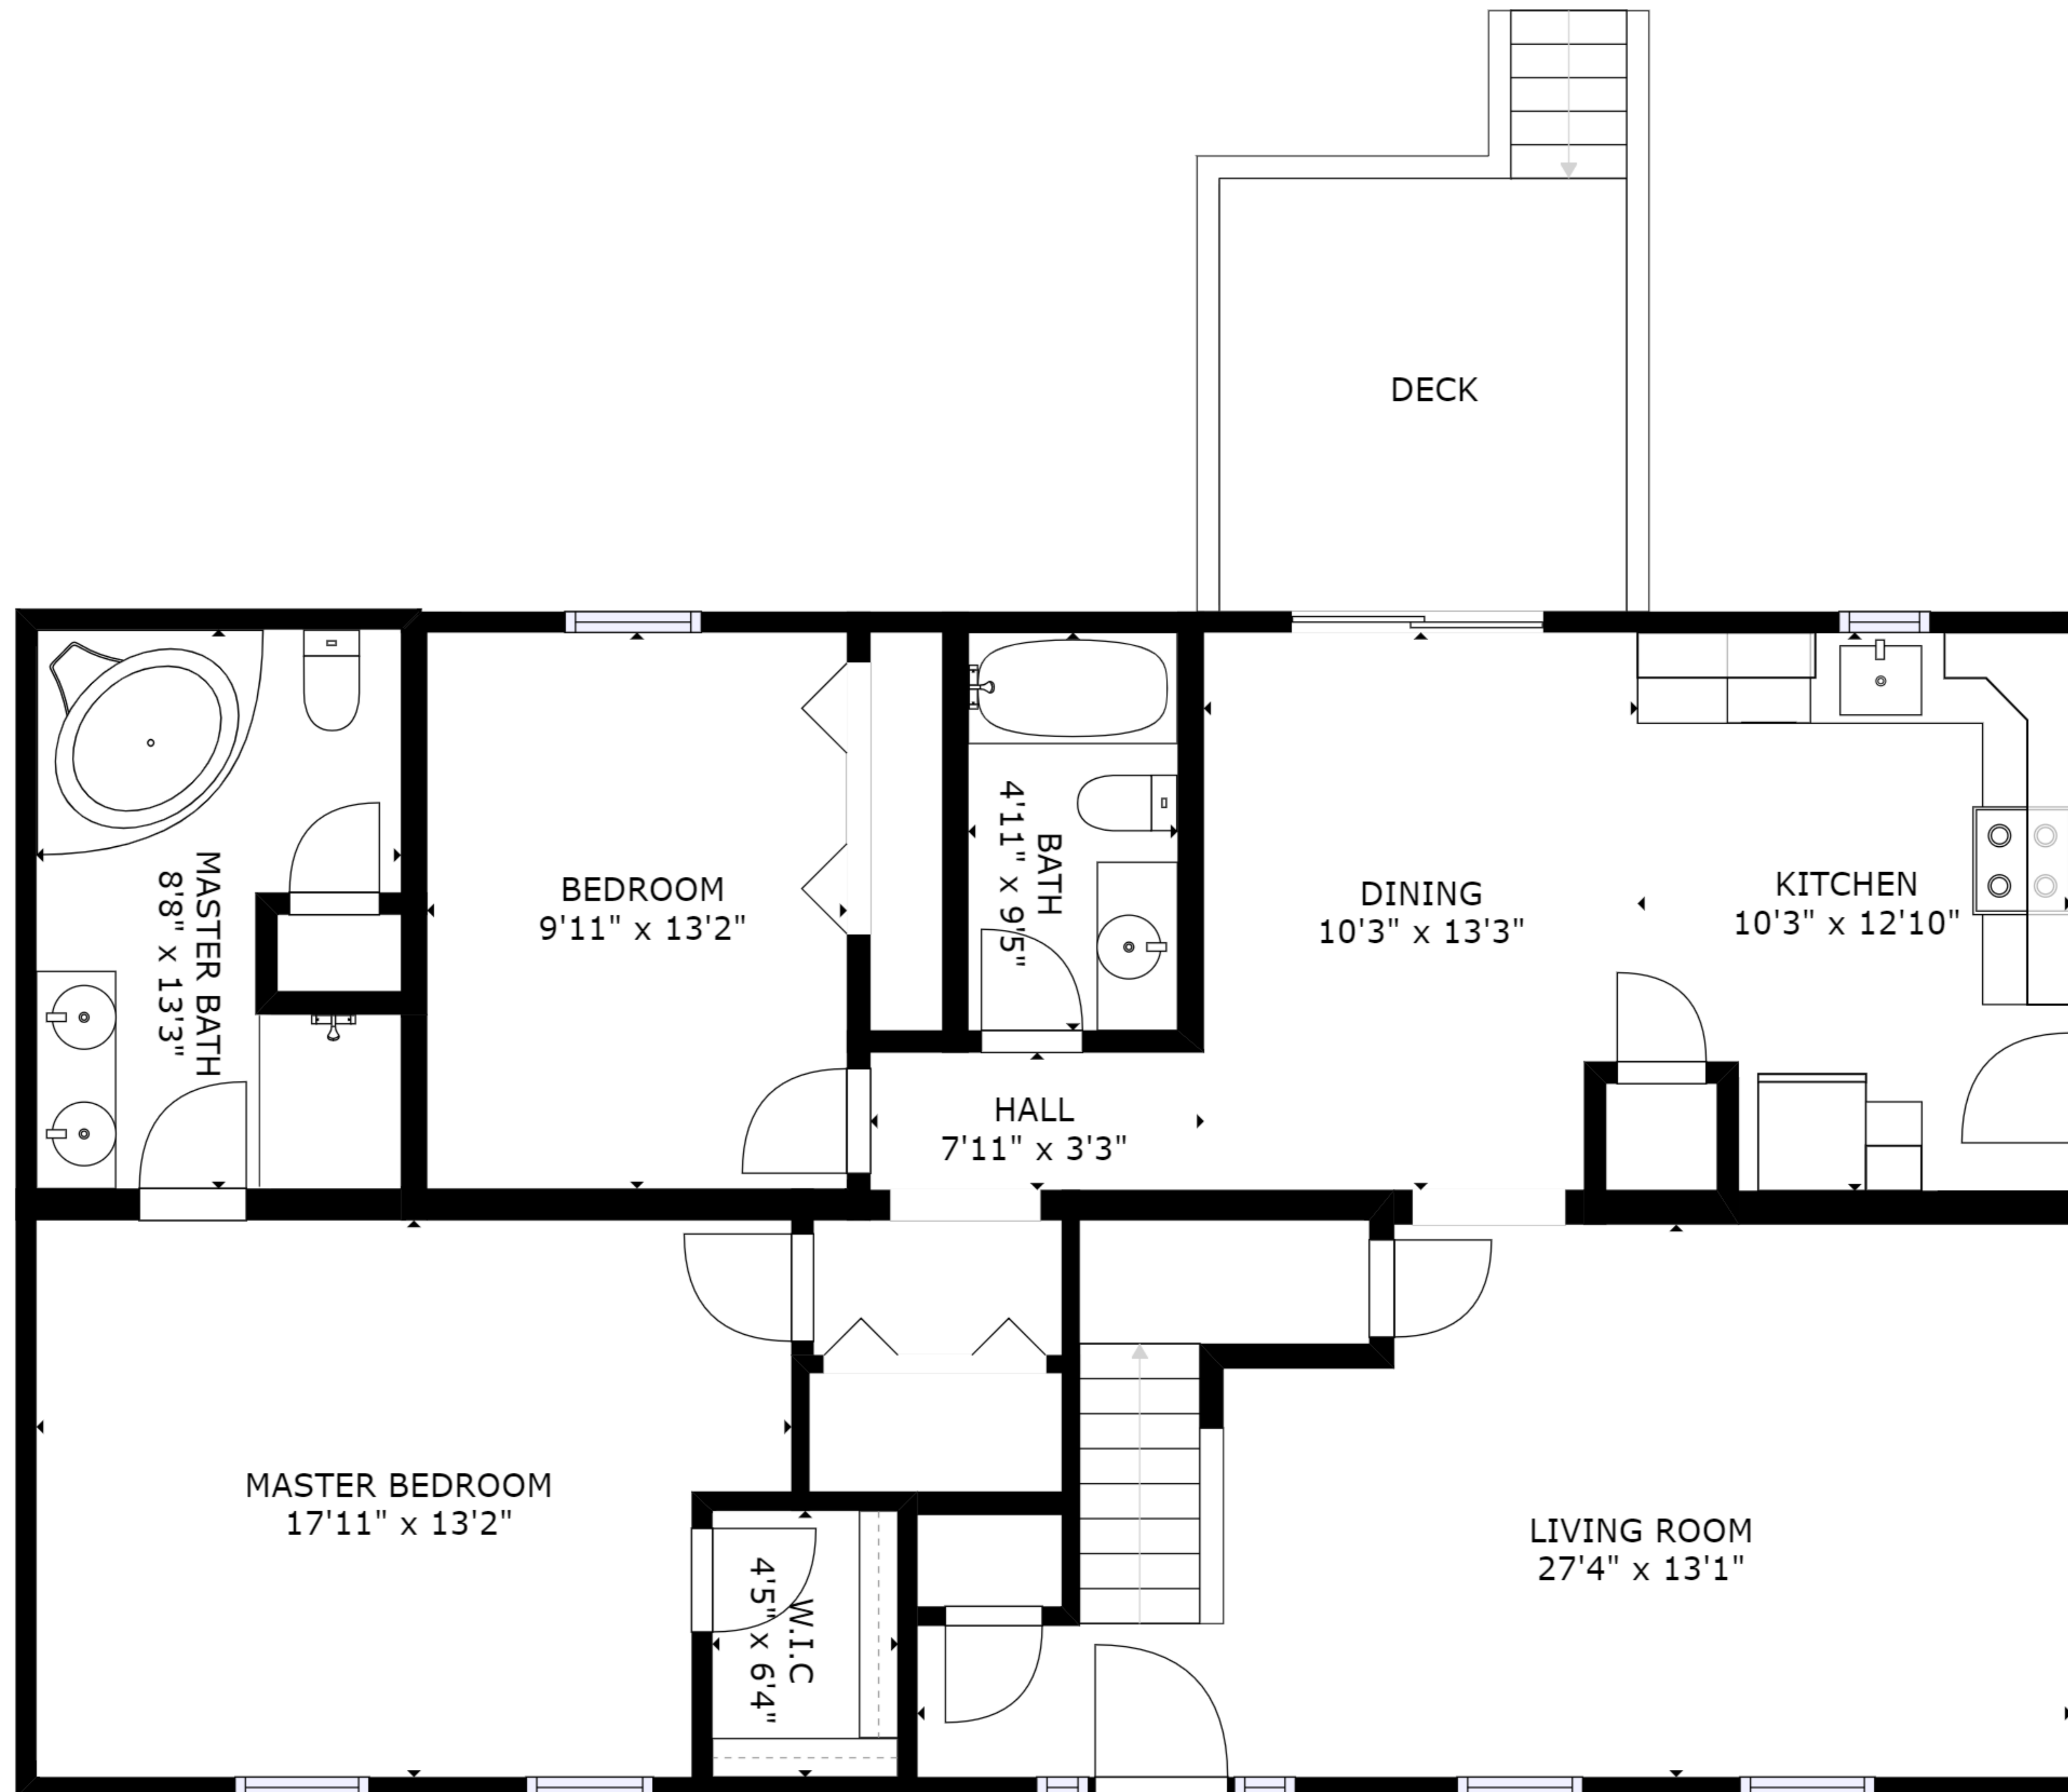 DECK
MASTER BATH
8'8" x 13'3"
BEDROOM
9'11" x 13'2"
BATH
4'11" x 9'5"
DINING
10'3" x 13'3"
KITCHEN
10'3" x 12'10"
HALL
7'11" x 3'3"
MASTER BEDROOM
17'11" x 13'2"
W.I.C
4'5" x 6'4"
LIVING ROOM
27'4" x 13'1"